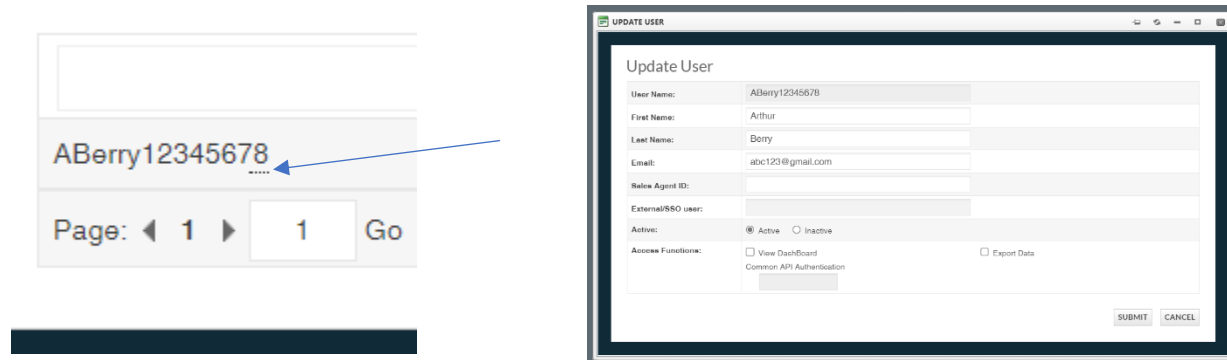 ABerry12345678
Page: 1 1 Go
UPDATE USER
Update User
User Name: ABerry12345678
First Name: Arthur
Last Name: Berry
Email: abc123@gmail.com
Sales Agent ID:
External/SSO user:
Active: Active Inactive
Access Functions: View DashBoard Export Data
Common API Authentication
SUBMIT CANCEL